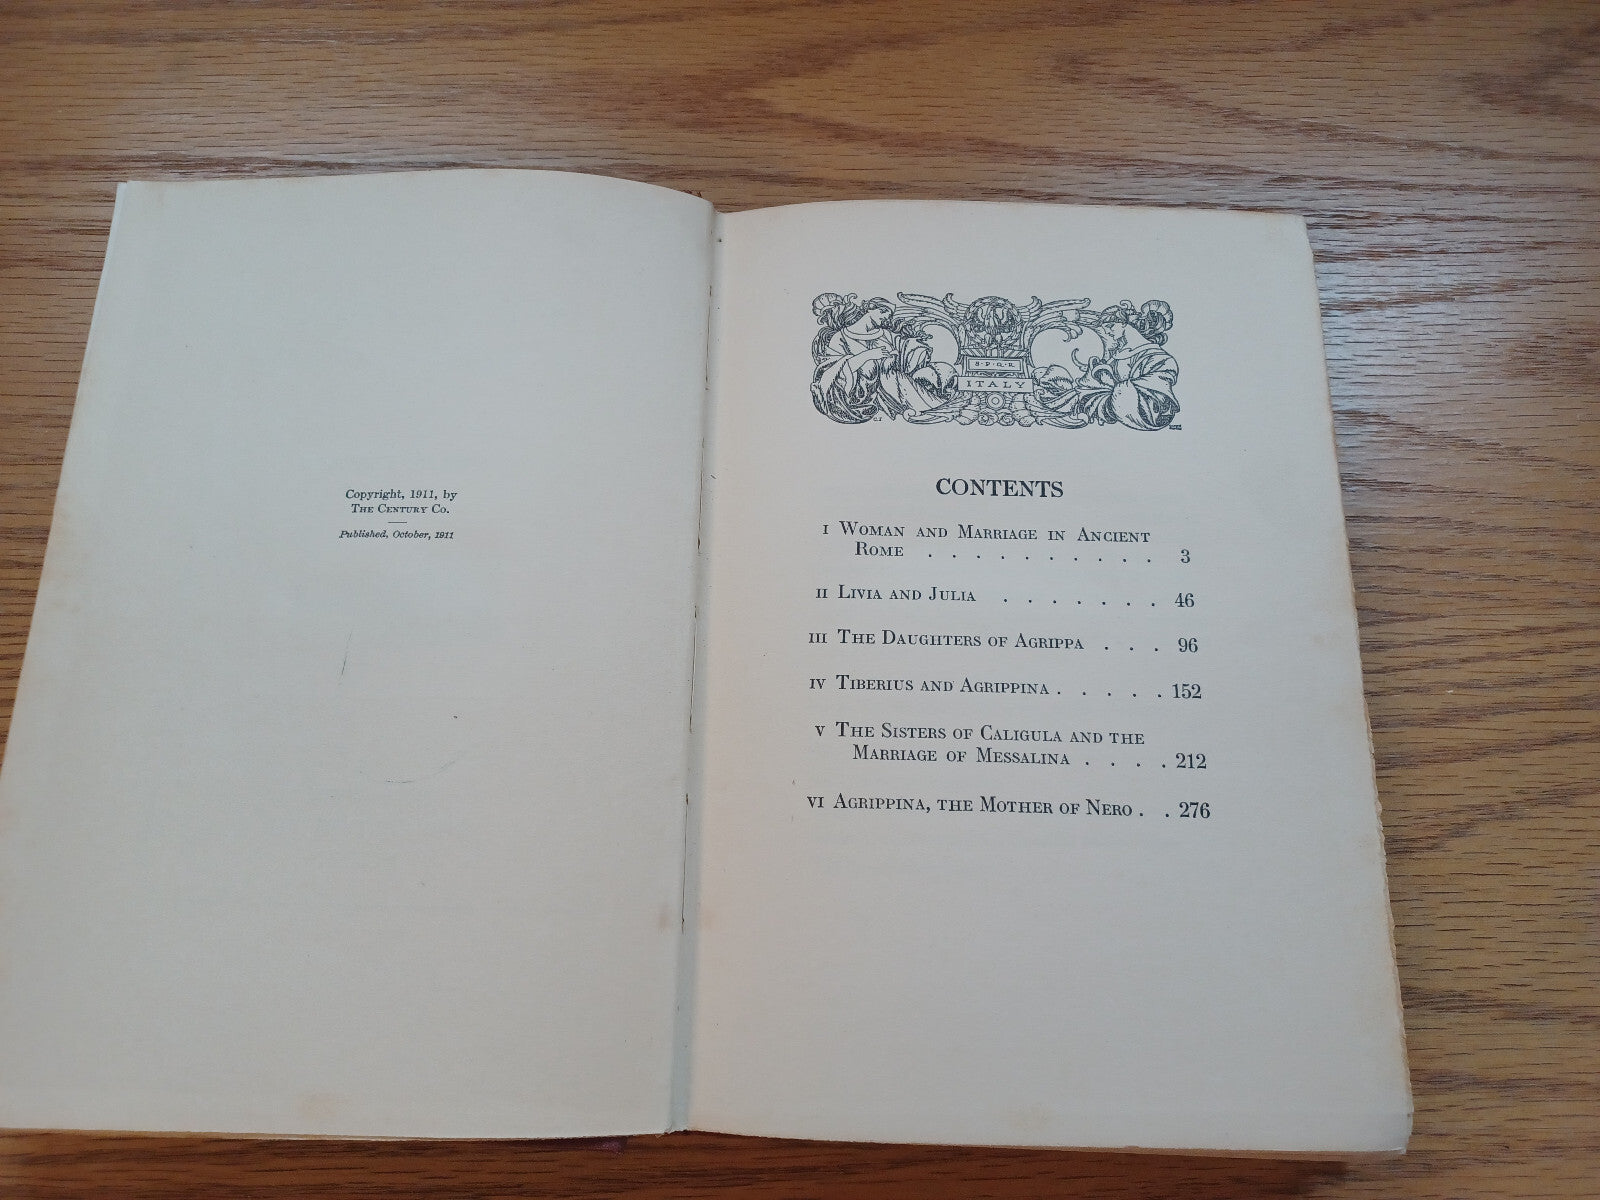 Copyright, 1911, by
THE CENTURY CO.
Published, October, 1911
S·P·Q·R
ITALY
CONTENTS
I WOMAN AND MARRIAGE IN ANCIENT
ROME . . . . . . . . . . 3
II LIVIA AND JULIA . . . . . . . 46
III THE DAUGHTERS OF AGRIPPA . . . 96
IV TIBERIUS AND AGRIPPINA . . . . . 152
V THE SISTERS OF CALIGULA AND THE
MARRIAGE OF MESSALINA . . . . 212
VI AGRIPPINA, THE MOTHER OF NERO . . 276